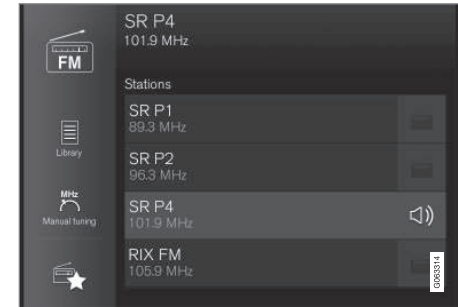 SR P4
101.9 MHz
FM
Stations
SR P1
89.3 MHz
Library
SR P2
96.3 MHz
MHz
Manual tuning
SR P4
101.9 MHz
RIX FM
105.9 MHz
G063314